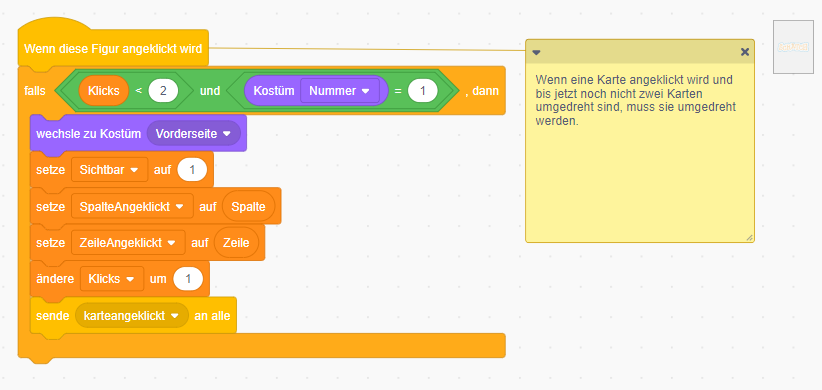 Wenn diese Figur angeklickt wird
falls Klicks < 2 und Kostüm Nummer = 1 , dann
wechsle zu Kostüm Vorderseite
setze Sichtbar auf 1
setze SpalteAngeklickt auf Spalte
setze ZeileAngeklickt auf Zeile
ändere Klicks um 1
sende karteangeklickt an alle
Wenn eine Karte angeklickt wird und
bis jetzt noch nicht zwei Karten
umgedreht sind, muss sie umgedreht
werden.